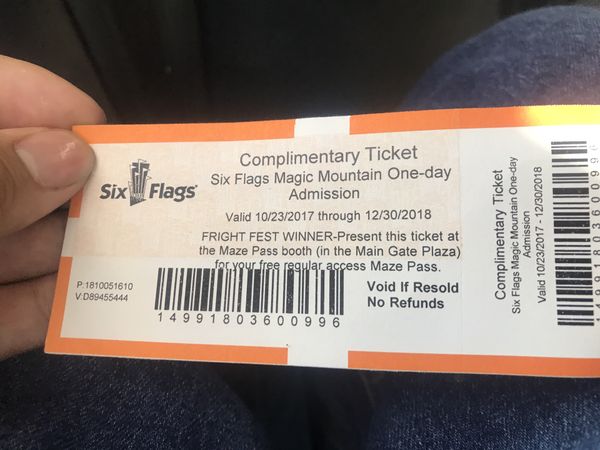 Six Flags
Complimentary Ticket
Six Flags Magic Mountain One-day
Admission
Valid 10/23/2017 through 12/30/2018
FRIGHT FEST WINNER-Present this ticket at
the Maze Pass booth (in the Main Gate Plaza)
for your free regular access Maze Pass.
P:1810051610
V:D89455444
Void If Resold
No Refunds
14991803600996
Complimentary Ticket
Six Flags Magic Mountain One-day
Admission
Valid 10/23/2017 - 12/30/2018
14991803600996